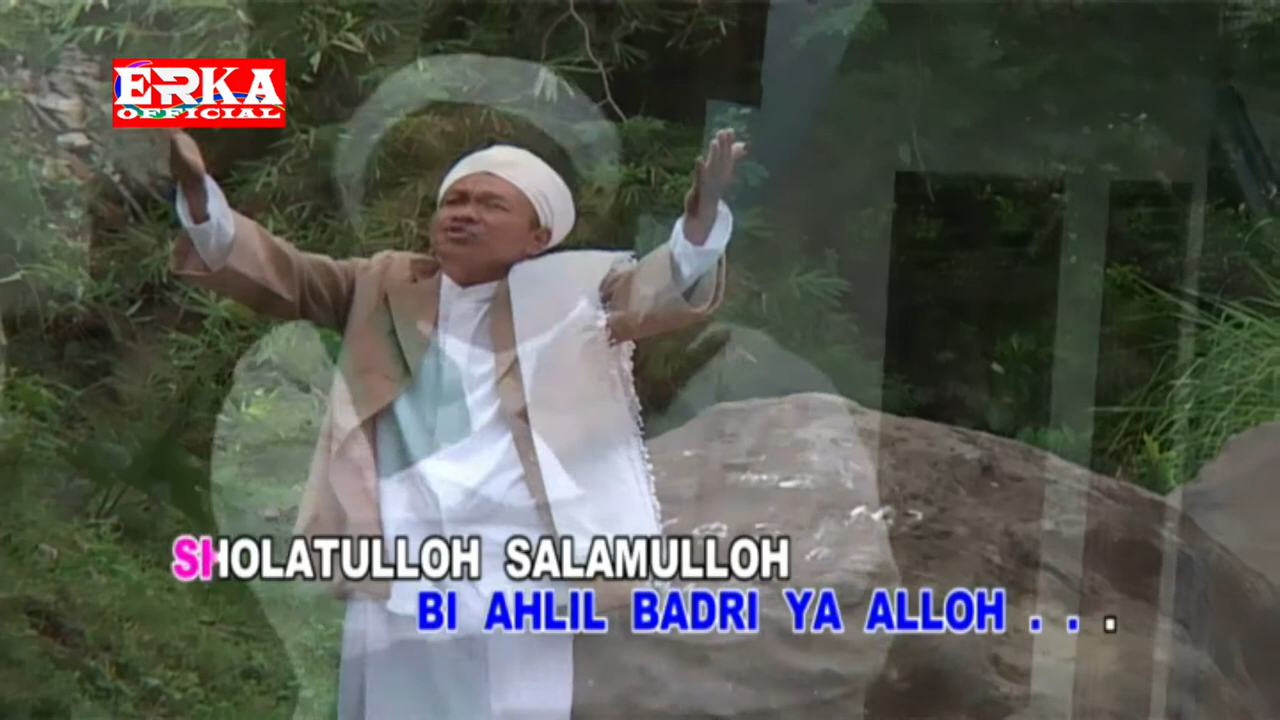 ERKA
OFFICIAL
SHOLATULLOH SALAMULLOH
BI AHLIL BADRI YA ALLOH . . .